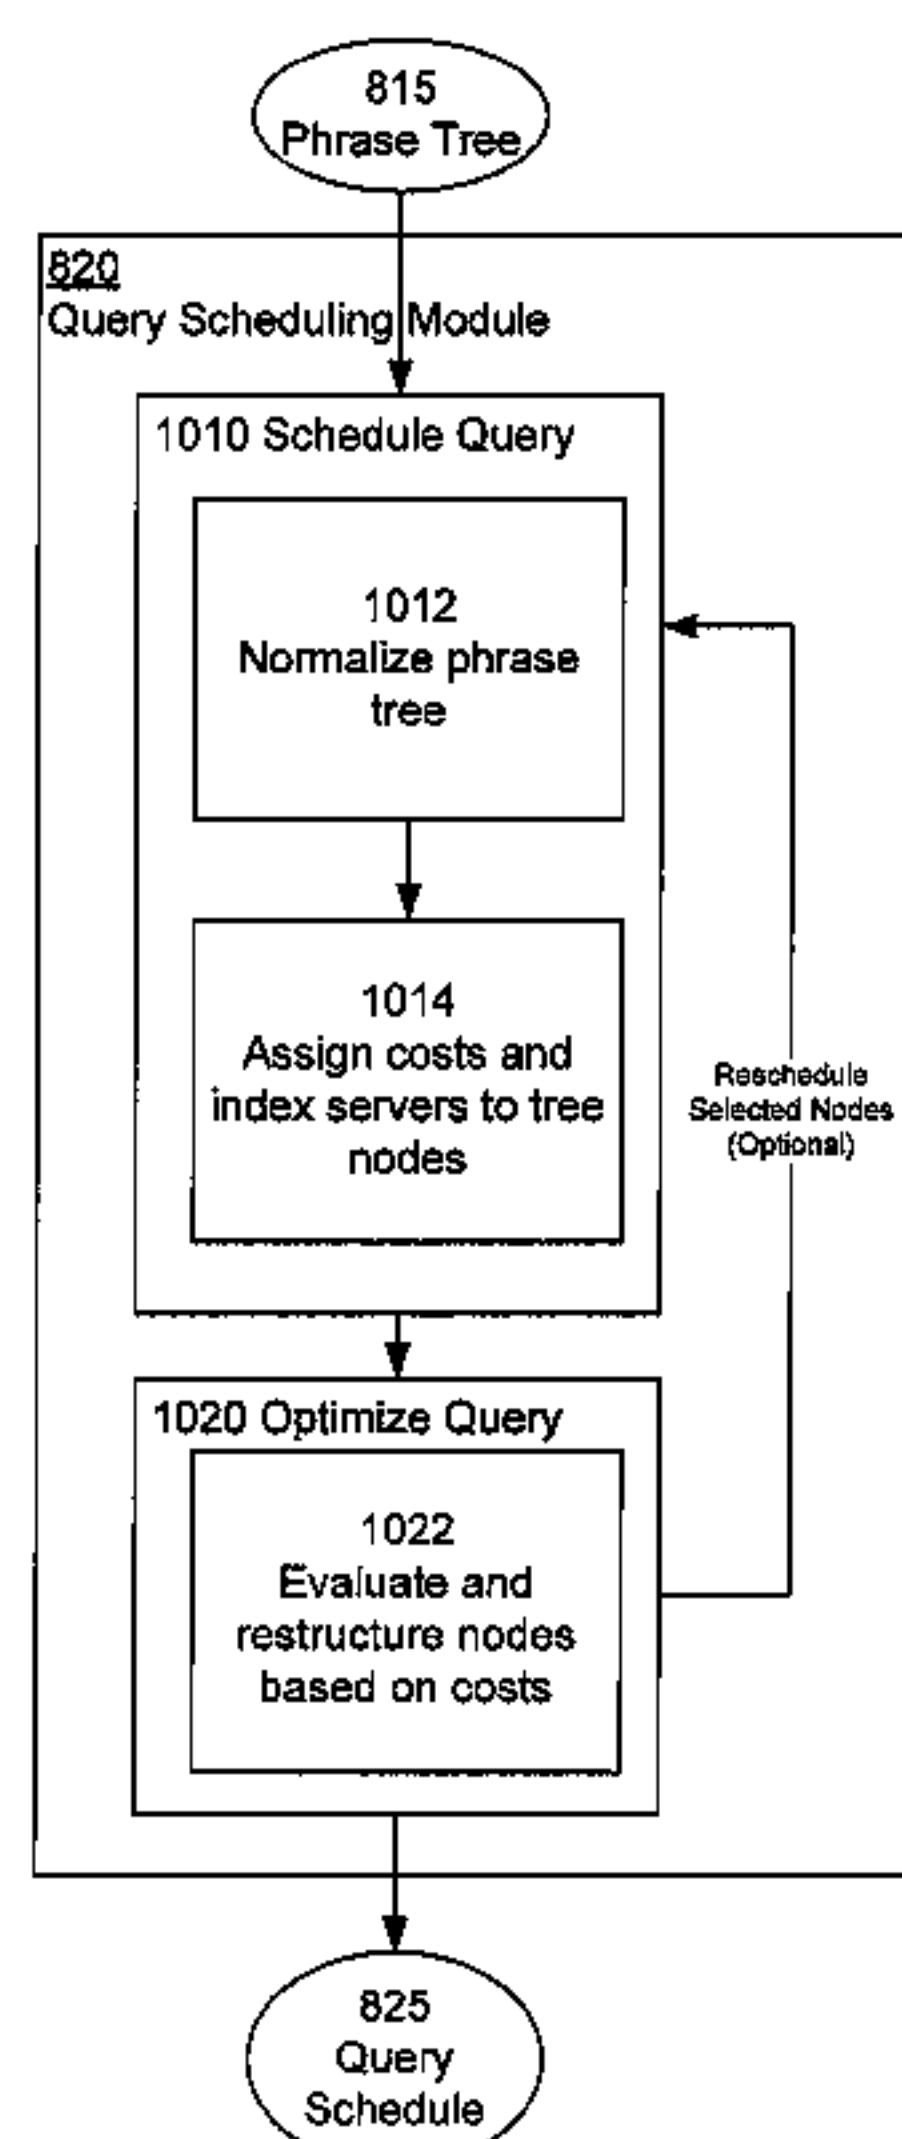 815
Phrase Tree
820
Query Scheduling Module
1010 Schedule Query
1012
Normalize phrase
tree
1014
Assign costs and
index servers to tree
nodes
Reschedule
Selected Nodes
(Optional)
1020 Optimize Query
1022
Evaluate and
restructure nodes
based on costs
825
Query
Schedule